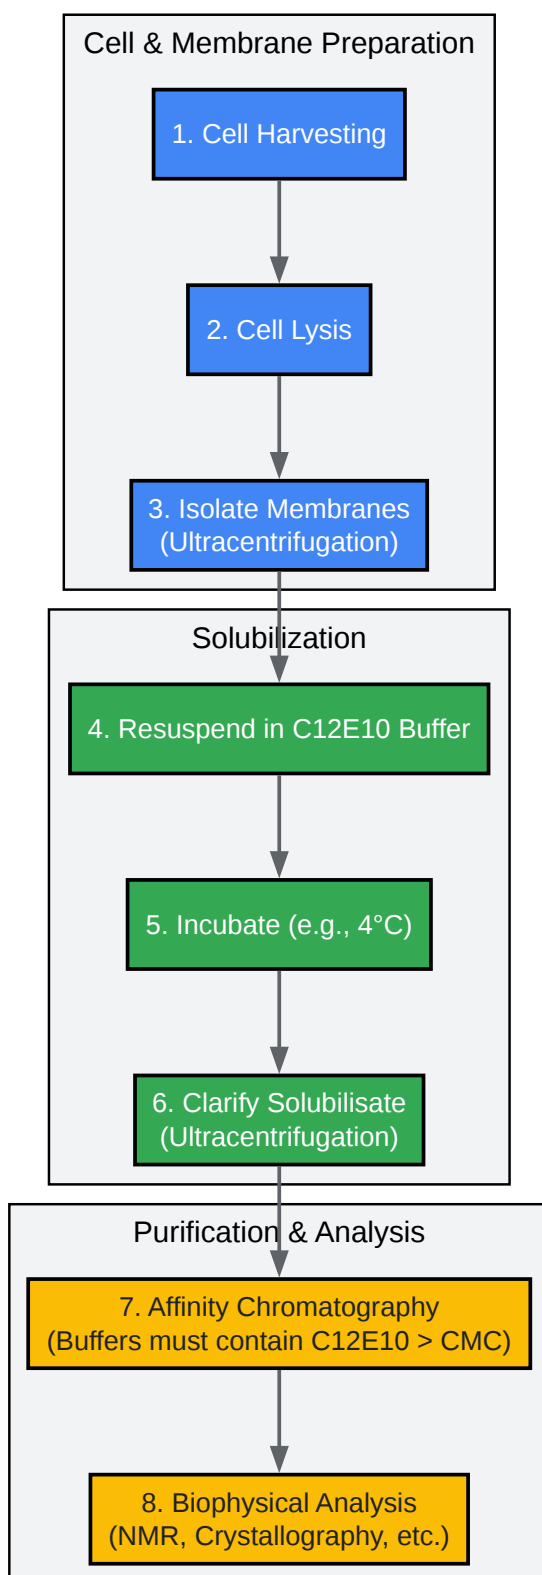 Cell & Membrane Preparation
1. Cell Harvesting
2. Cell Lysis
3. Isolate Membranes
(Ultracentrifugation)
Solubilization
4. Resuspend in C12E10 Buffer
5. Incubate (e.g., 4°C)
6. Clarify Solubilisate
(Ultracentrifugation)
Purification & Analysis
7. Affinity Chromatography
(Buffers must contain C12E10 > CMC)
8. Biophysical Analysis
(NMR, Crystallography, etc.)